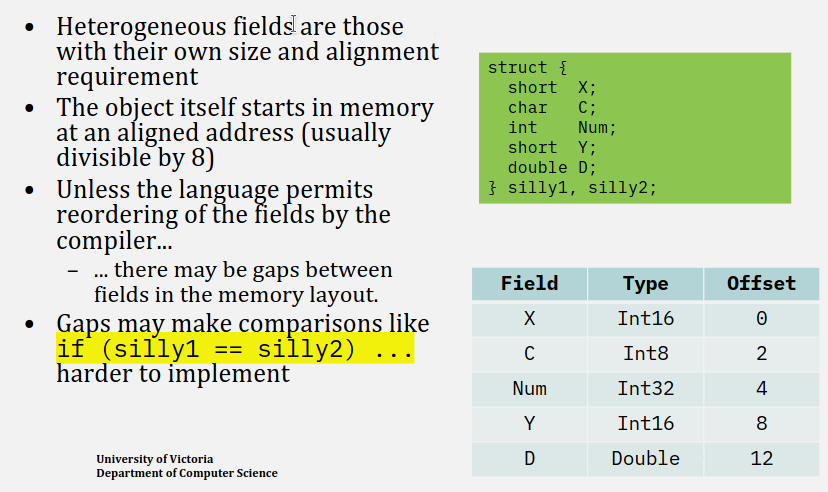 • Heterogeneous fields are those
with their own size and alignment
requirement
• The object itself starts in memory
at an aligned address (usually
divisible by 8)
• Unless the language permits
reordering of the fields by the
compiler...
– ... there may be gaps between
fields in the memory layout.
• Gaps may make comparisons like
if (silly1 == silly2) ...
harder to implement
struct {
  short  X;
  char   C;
  int    Num;
  short  Y;
  double D;
} silly1, silly2;
Field Type Offset
X Int16 0
C Int8 2
Num Int32 4
Y Int16 8
D Double 12
University of Victoria
Department of Computer Science